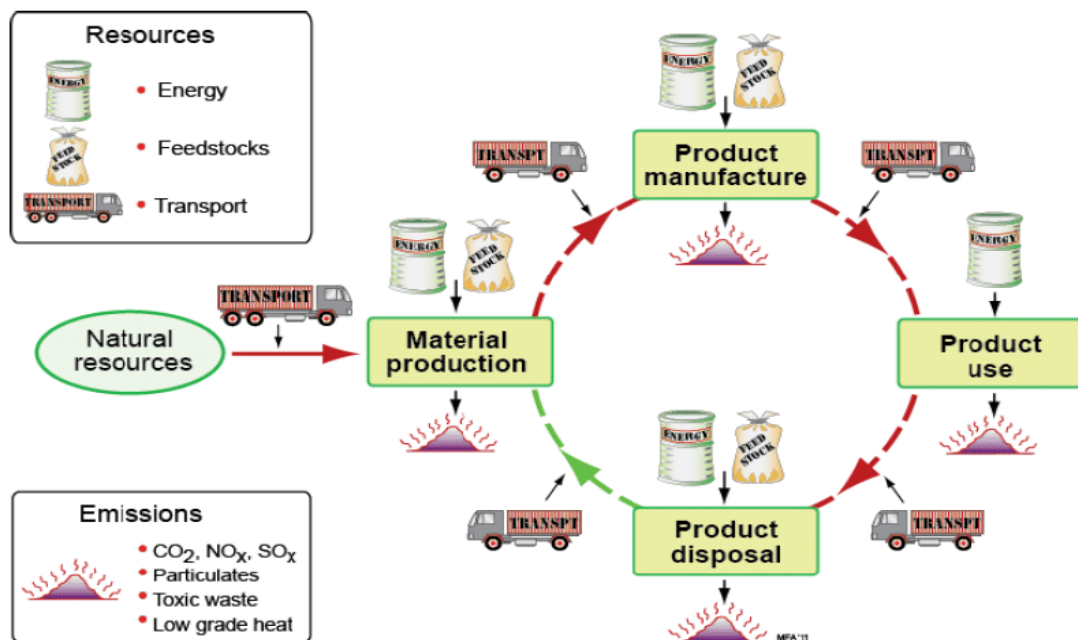 Resources
ENERGY
• Energy
FEED
STOCK
• Feedstocks
TRANSPORT
• Transport
ENERGY
FEED
STOCK
Product
manufacture
TRANSPT
TRANSPT
ENERGY
FEED
STOCK
ENERGY
TRANSPORT
Natural
resources
Material
production
Product
use
ENERGY
FEED
STOCK
TRANSPT
TRANSPT
Product
disposal
Emissions
• CO2, NOX, SOX
• Particulates
• Toxic waste
• Low grade heat
MFA '11